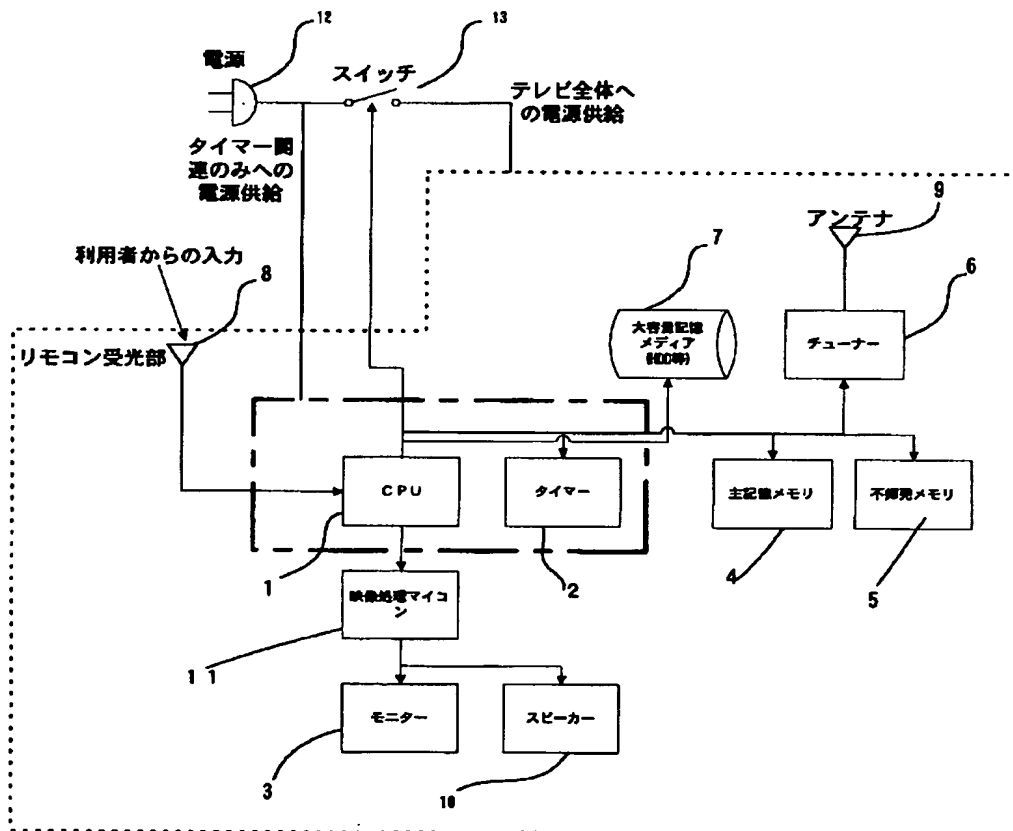 12
13
電源
スイッチ
テレビ全体へ
の電源供給
タイマー関
連のみへの
電源供給
9
アンテナ
7
利用者からの入力
8
6
大容量記憶
メディア
(HDD等)
チューナー
リモコン受光部
CPU
タイマー
主記憶メモリ
不揮発メモリ
1
2
4
5
映像処理マイコ
ン
11
モニター
スピーカー
3
10